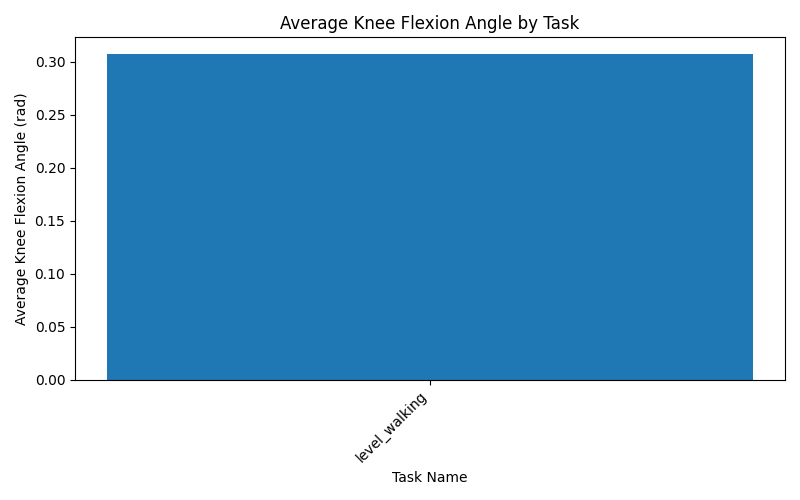 Average Knee Flexion Angle by Task
Average Knee Flexion Angle (rad)
0.30
0.25
0.20
0.15
0.10
0.05
0.00
level_walking
Task Name